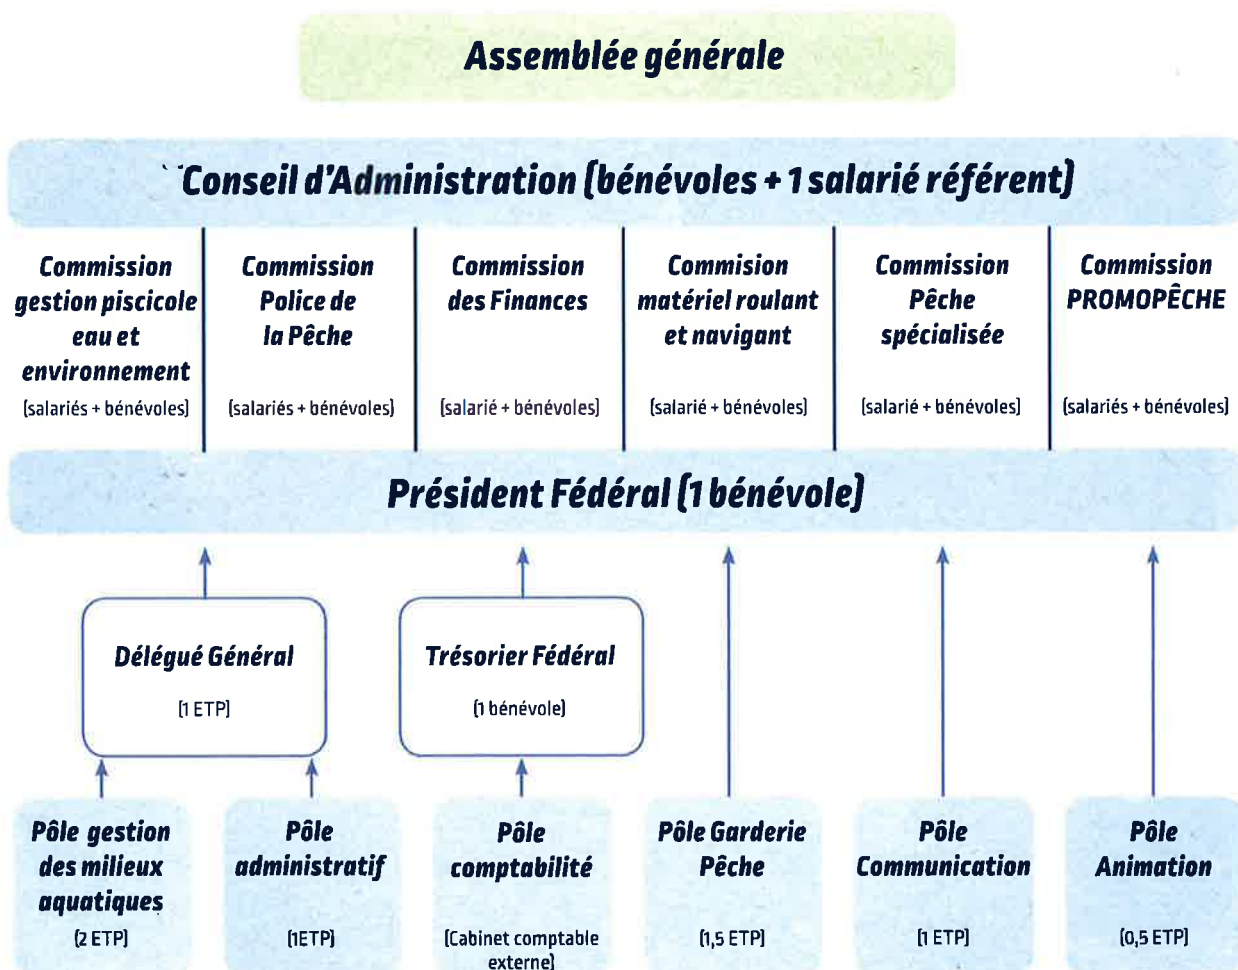 Assemblée générale
Conseil d'Administration (bénévoles + 1 salarié référent)
Commission
gestion piscicole
eau et
environnement
(salariés + bénévoles)
Commission
Police de
la Pêche
(salariés + bénévoles)
Commission
des Finances
(salarié + bénévoles)
Commision
matériel roulant
et navigant
(salarié + bénévoles)
Commission
Pêche
spécialisée
(salarié + bénévoles)
Commission
PROMOPÊCHE
(salariés + bénévoles)
Président Fédéral (1 bénévole)
Délégué Général
(1 ETP)
Trésorier Fédéral
(1 bénévole)
Pôle gestion
des milieux
aquatiques
(2 ETP)
Pôle
administratif
(1ETP)
Pôle
comptabilité
(Cabinet comptable
externe)
Pôle Garderie
Pêche
(1,5 ETP)
Pôle
Communication
(1 ETP)
Pôle
Animation
(0,5 ETP)